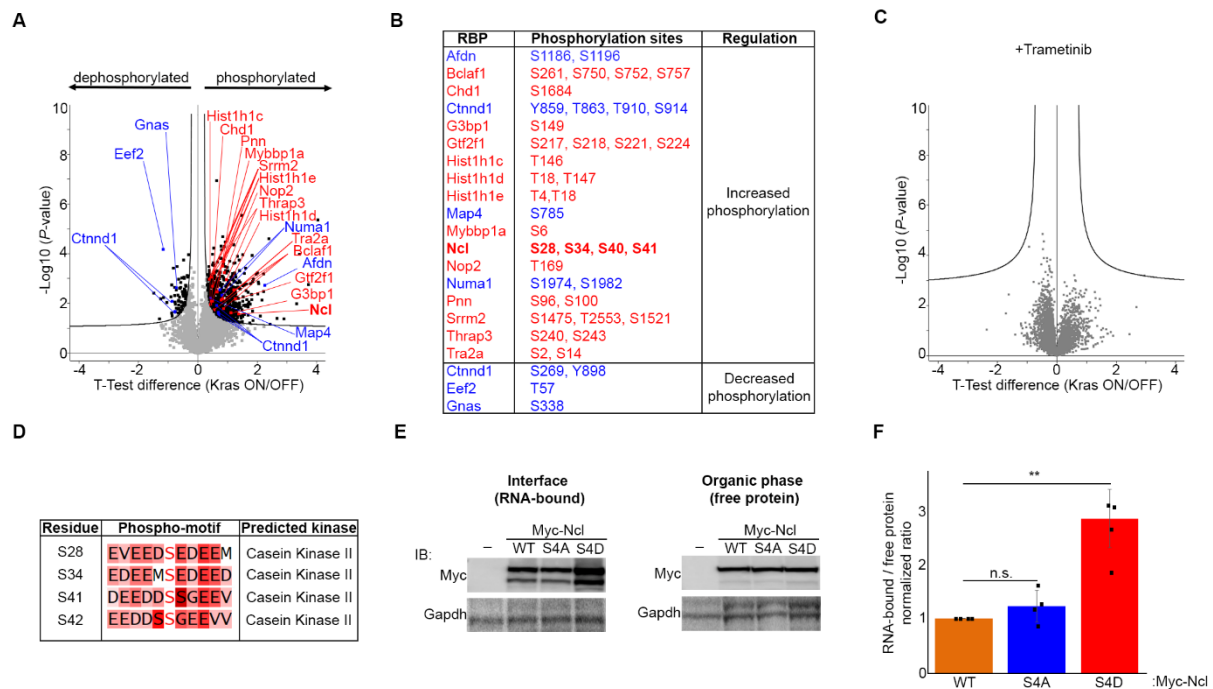 A
dephosphorylated
phosphorylated
10
8
6
4
2
0
-4
-2
0
2
4
-Log10 (P-value)
T-Test difference (Kras ON/OFF)
Gnas
Eef2
Ctnnd1
Hist1h1c
Chd1
Pnn
Mybbp1a
Srrm2
Hist1h1e
Nop2
Thrap3
Hist1h1d
Numa1
Tra2a
Bclaf1
Afdn
Gtf2f1
G3bp1
Ncl
Map4
Ctnnd1
B
RBP Phosphorylation sites Regulation
Afdn S1186, S1196
Bclaf1 S261, S750, S752, S757
Chd1 S1684
Ctnnd1 Y859, T863, T910, S914
G3bp1 S149
Gtf2f1 S217, S218, S221, S224
Hist1h1c T146
Hist1h1d T18, T147
Hist1h1e T4,T18
Map4 S785
Mybbp1a S6
Ncl S28, S34, S40, S41
Nop2 T169
Numa1 S1974, S1982
Pnn S96, S100
Srrm2 S1475, T2553, S1521
Thrap3 S240, S243
Tra2a S2, S14
Increased
phosphorylation
Ctnnd1 S269, Y898
Eef2 T57
Gnas S338
Decreased
phosphorylation
C
+Trametinib
10
8
6
4
2
0
-4
-2
0
2
4
-Log10 (P-value)
T-Test difference (Kras ON/OFF)
D
Residue Phospho-motif Predicted kinase
S28 EVEEDSEDEEM Casein Kinase II
S34 EDEEMSEDEED Casein Kinase II
S41 DEEDDSSGEEV Casein Kinase II
S42 EEDDSSGEEVV Casein Kinase II
E
Interface
(RNA-bound)
Myc-Ncl
IB: – WT S4A S4D
Myc
Gapdh
Organic phase
(free protein)
Myc-Ncl
– WT S4A S4D
Myc
Gapdh
F
RNA-bound / free protein
normalized ratio
3
2
1
0
**
n.s.
WT S4A S4D :Myc-Ncl